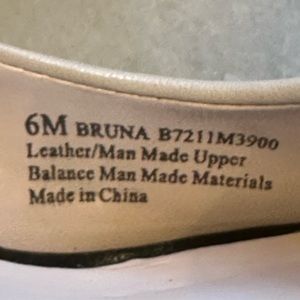 6M BRUNA B7211M3900
Leather/Man Made Upper
Balance Man Made Materials
Made in China